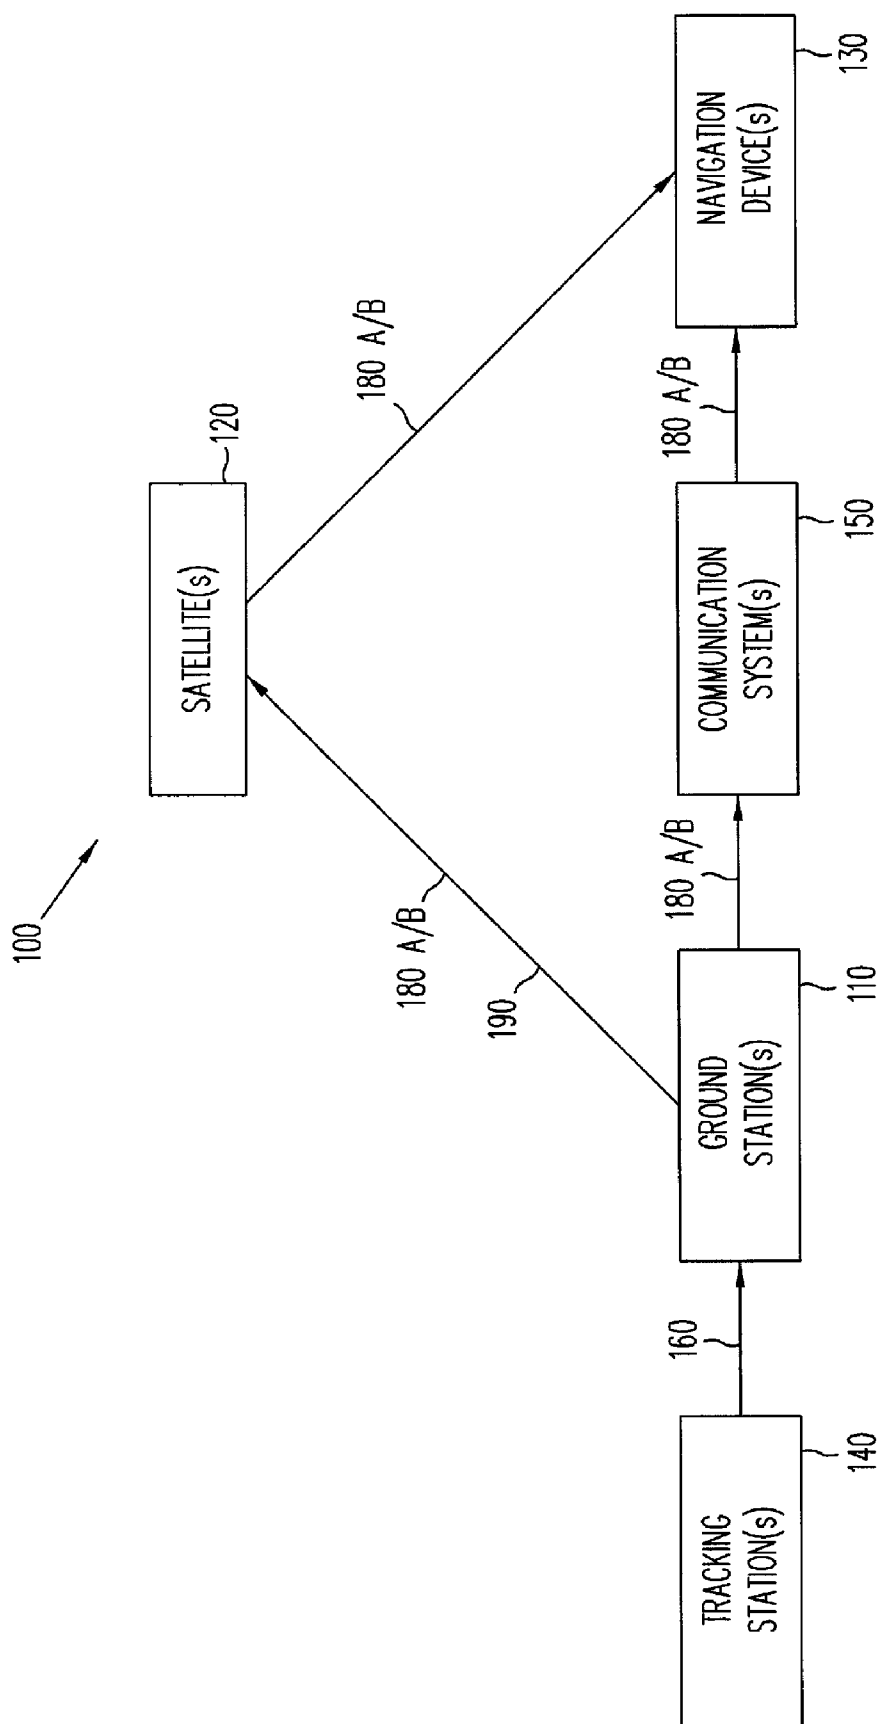 100
SATELLITE(s)
120
180 A/B
190
180 A/B
TRACKING
STATION(s)
140
160
GROUND
STATION(s)
110
180 A/B
COMMUNICATION
SYSTEM(s)
150
180 A/B
NAVIGATION
DEVICE(s)
130